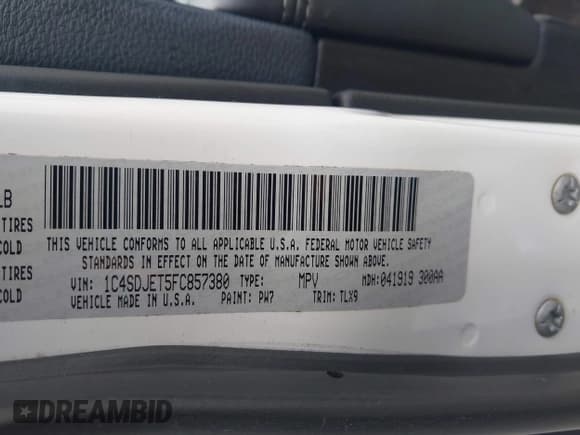 LB
TIRES
COLD
TIRES
COLD
THIS VEHICLE CONFORMS TO ALL APPLICABLE U.S.A. FEDERAL MOTOR VEHICLE SAFETY
STANDARDS IN EFFECT ON THE DATE OF MANUFACTURE SHOWN ABOVE.
VIN: 1C4SDJET5FC857380 TYPE: MPV MDH:041919 300AA
VEHICLE MADE IN U.S.A. PAINT: PW7 TRIM: TLX9
DREAMBID